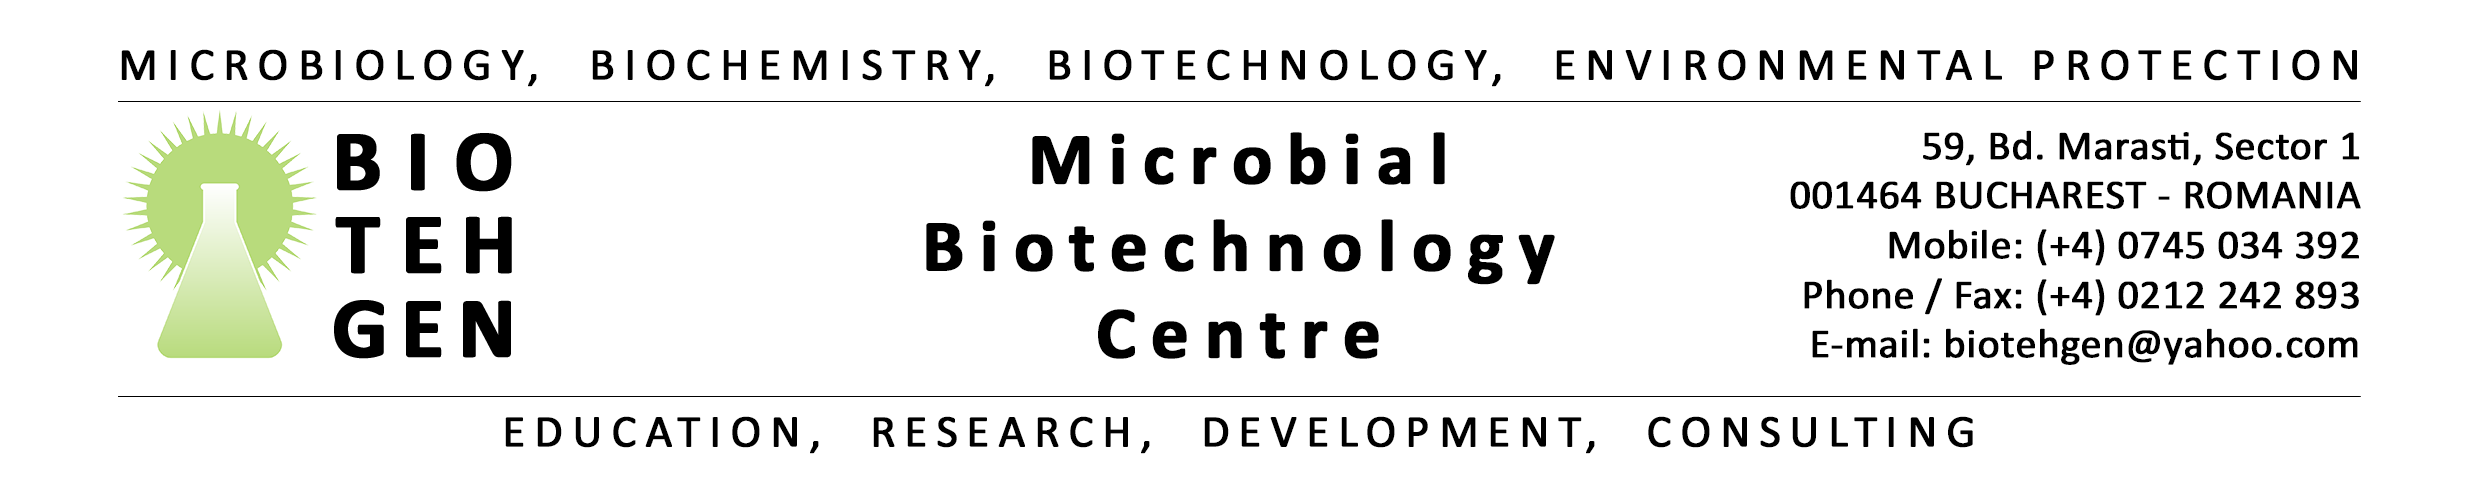 MICROBIOLOGY, BIOCHEMISTRY, BIOTECHNOLOGY, ENVIRONMENTAL PROTECTION
BIO
TEH
GEN
Microbial
Biotechnology
Centre
59, Bd. Marasti, Sector 1
001464 BUCHAREST - ROMANIA
Mobile: (+4) 0745 034 392
Phone / Fax: (+4) 0212 242 893
E-mail: biotehgen@yahoo.com
EDUCATION, RESEARCH, DEVELOPMENT, CONSULTING